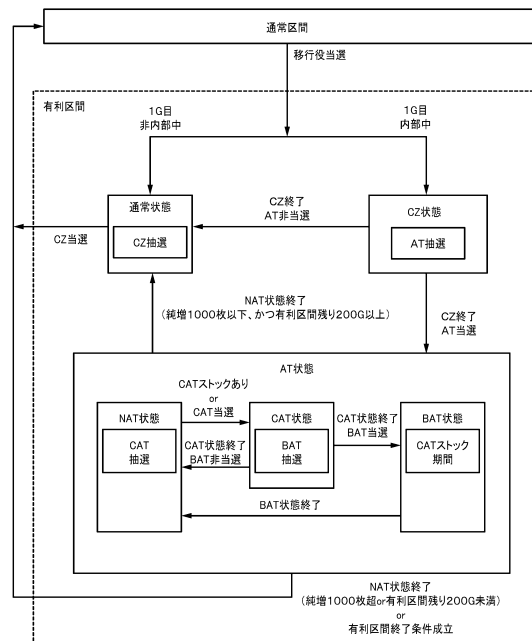 通常区間
移行役当選
有利区間
1G目
非内部中
1G目
内部中
通常状態
CZ抽選
CZ終了
AT非当選
CZ状態
AT抽選
CZ当選
NAT状態終了
(純増1000枚以下、かつ有利区間残り200G以上)
CZ終了
AT当選
AT状態
CATストックあり
or
CAT当選
NAT状態
CAT
抽選
CAT状態
BAT
抽選
CAT状態終了
BAT当選
BAT状態
CATストック
期間
CAT状態終了
BAT非当選
BAT状態終了
NAT状態終了
(純増1000枚超or有利区間残り200G未満)
or
有利区間終了条件成立